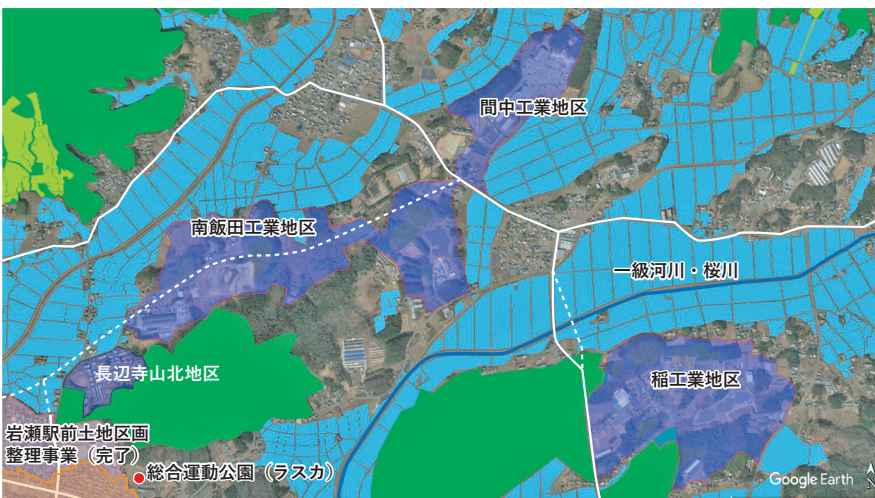 間中工業地区
南飯田工業地区
一級河川・桜川
長辺寺山北地区
稲工業地区
岩瀬駅前土地区画
整理事業（完了）
総合運動公園（ラスカ）
Google Earth
N